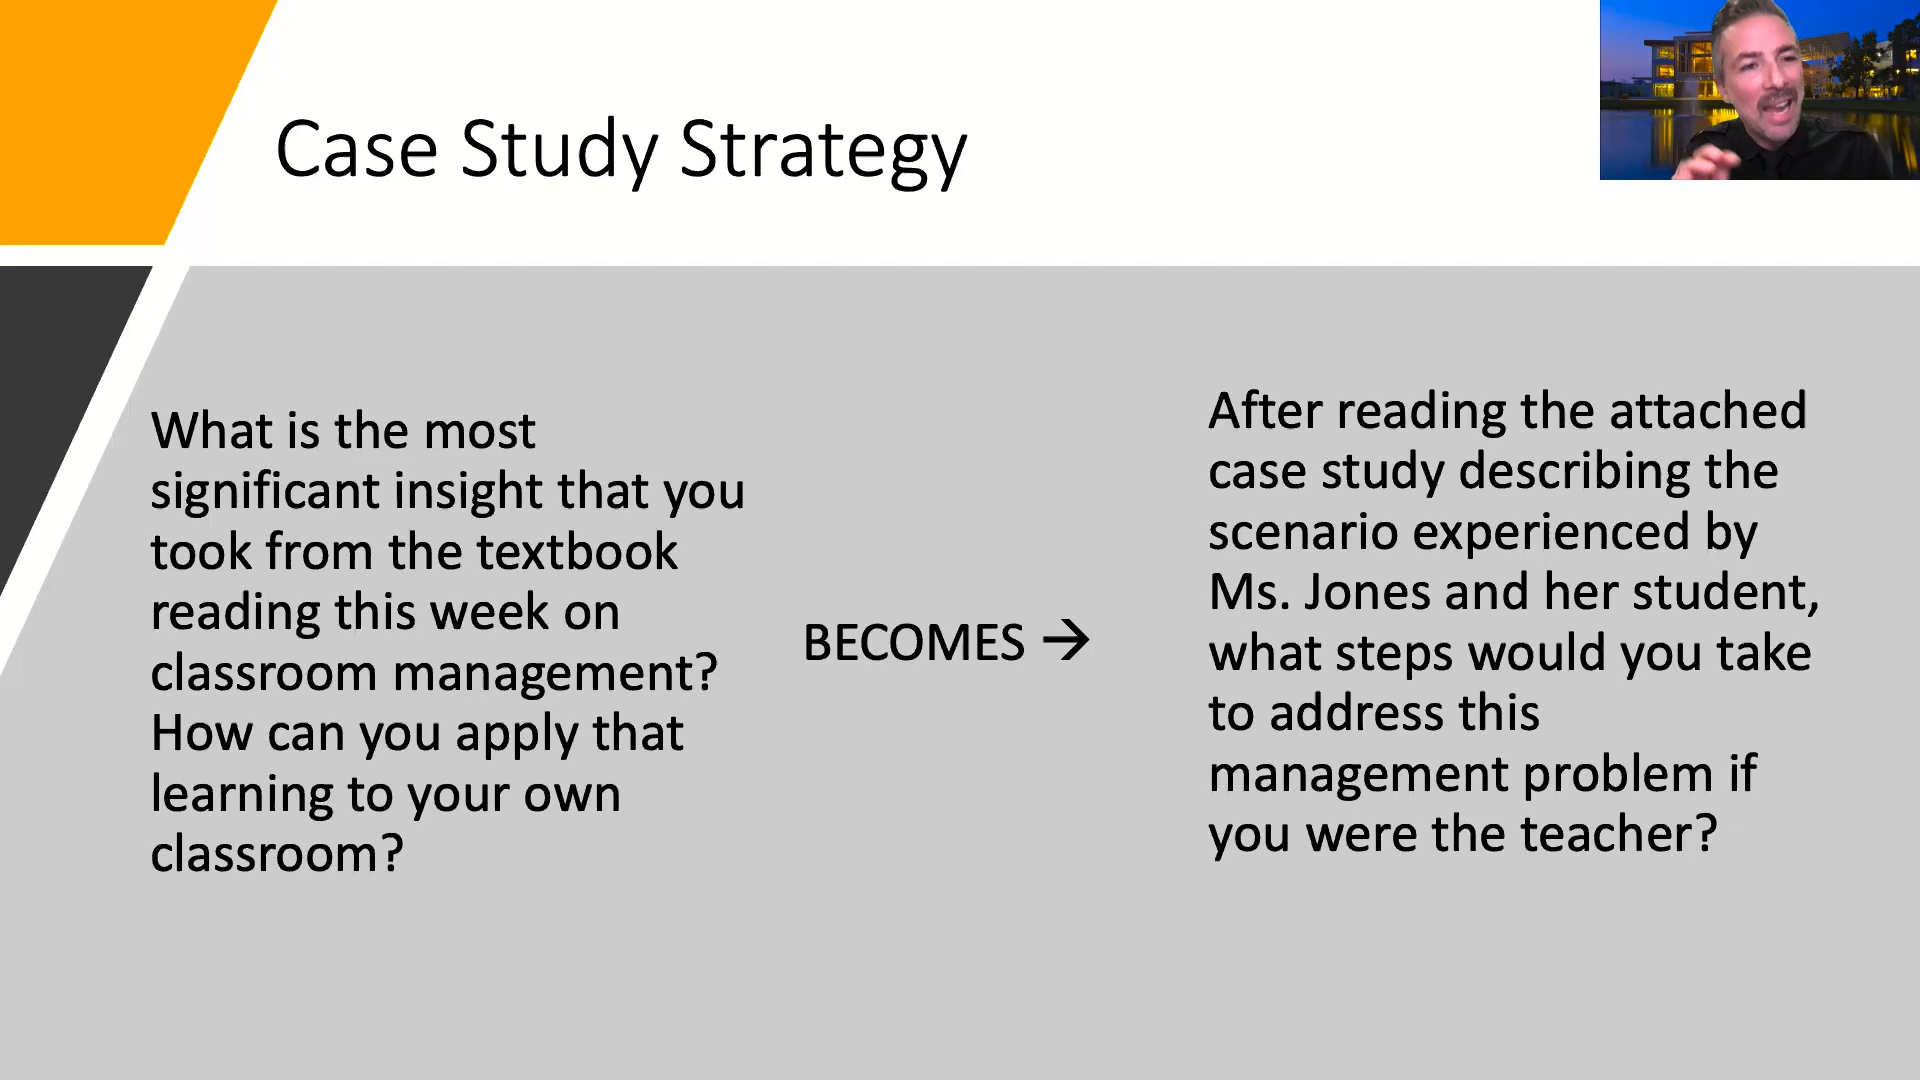 Case Study Strategy
What is the most
significant insight that you
took from the textbook
reading this week on
classroom management?
How can you apply that
learning to your own
classroom?
BECOMES →
After reading the attached
case study describing the
scenario experienced by
Ms. Jones and her student,
what steps would you take
to address this
management problem if
you were the teacher?